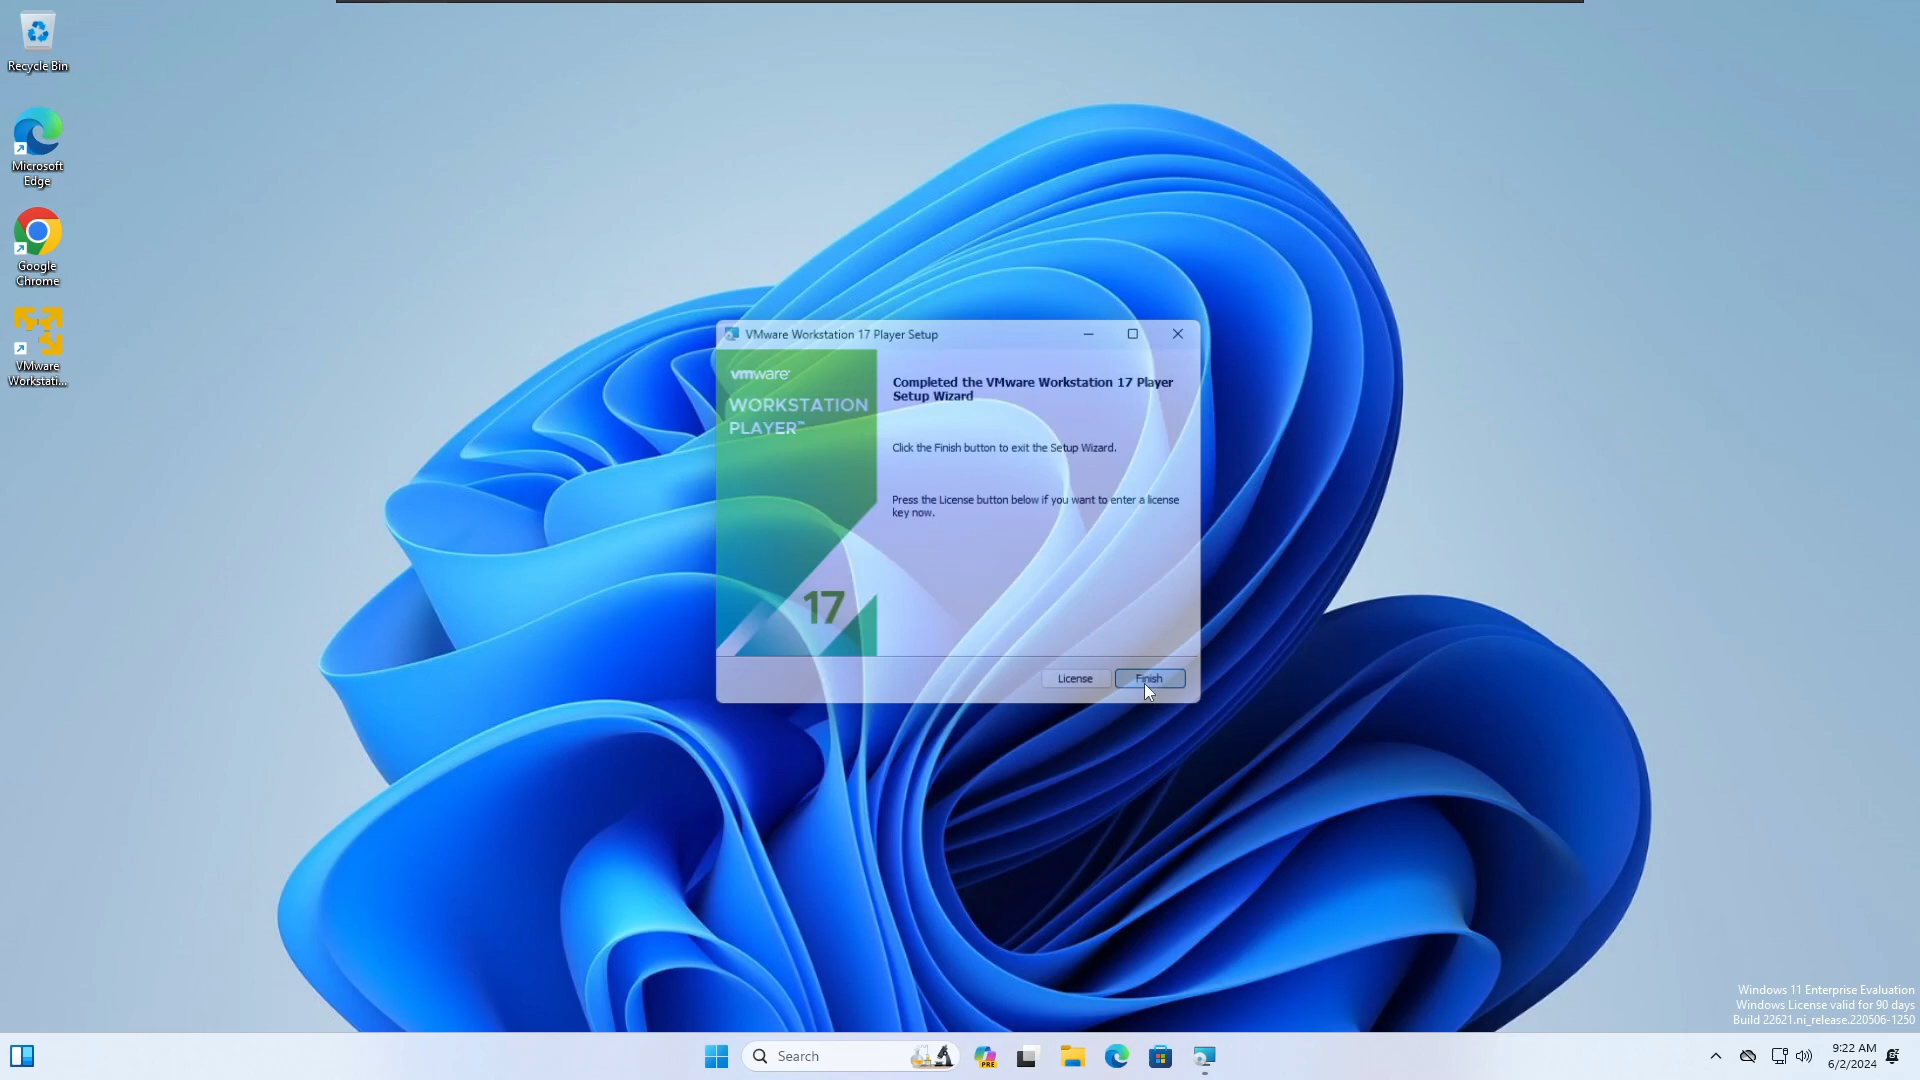 Recycle Bin
Microsoft
Edge
Google
Chrome
VMware
Workstati...
VMware Workstation 17 Player Setup
vmware®
WORKSTATION
PLAYER™
17
Completed the VMware Workstation 17 Player
Setup Wizard
Click the Finish button to exit the Setup Wizard.
Press the License button below if you want to enter a license
key now.
License
Finish
Windows 11 Enterprise Evaluation
Windows License valid for 90 days
Build 22621.ni_release.220506-1250
Search
PRE
9:22 AM
6/2/2024